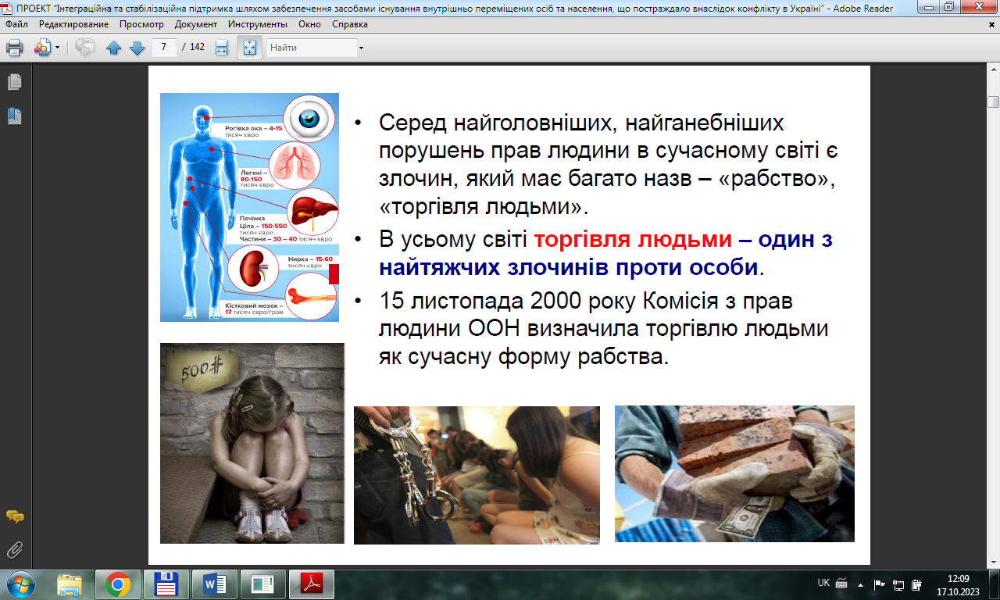 ПРОЕКТ "Інтеграційна та стабілізаційна підтримка шляхом забезпечення засобами існування внутрішньо переміщених осіб та населення, що постраждало внаслідок конфлікту в Україні" - Adobe Reader
Файл Редактирование Просмотр Документ Инструменты Окно Справка
7 / 142 Найти
Рогівка ока – 4-15
тисяч євро
Легені –
80-150
тисяч євро
Печінка
Ціла – 150-550
тисяч євро
Частини – 30 – 40 тисяч євро
Нирка – 15-60
тисяч євро
Кістковий мозок –
17 тисяч євро/грам
• Серед найголовніших, найганебніших
порушень прав людини в сучасному світі є
злочин, який має багато назв – «рабство»,
«торгівля людьми».
• В усьому світі торгівля людьми – один з
найтяжчих злочинів проти особи.
• 15 листопада 2000 року Комісія з прав
людини ООН визначила торгівлю людьми
як сучасну форму рабства.
500#
UK
12:09
17.10.2023